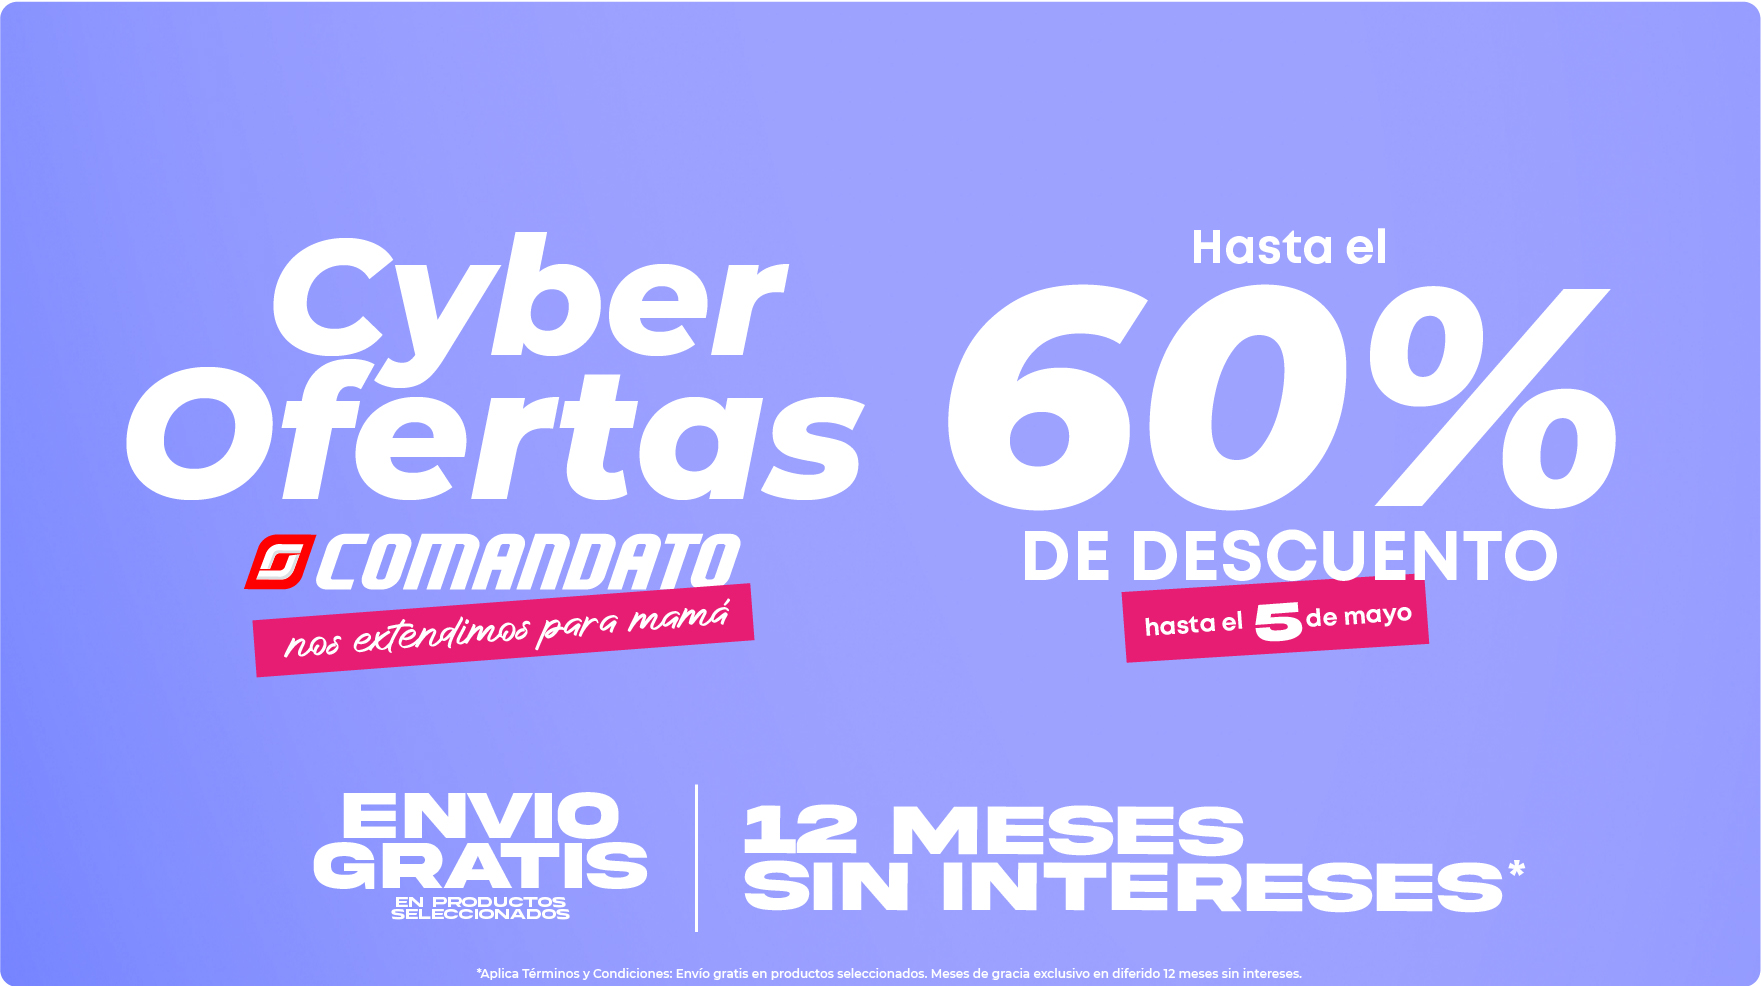 Cyber
Ofertas
COMANDATO
nos extendimos para mamá
Hasta el
60%
DE DESCUENTO
hasta el 5 de mayo
ENVIO
GRATIS
EN PRODUCTOS
SELECCIONADOS
12 MESES
SIN INTERESES*
*Aplica Términos y Condiciones: Envío gratis en productos seleccionados. Meses de gracia exclusivo en diferido 12 meses sin intereses.